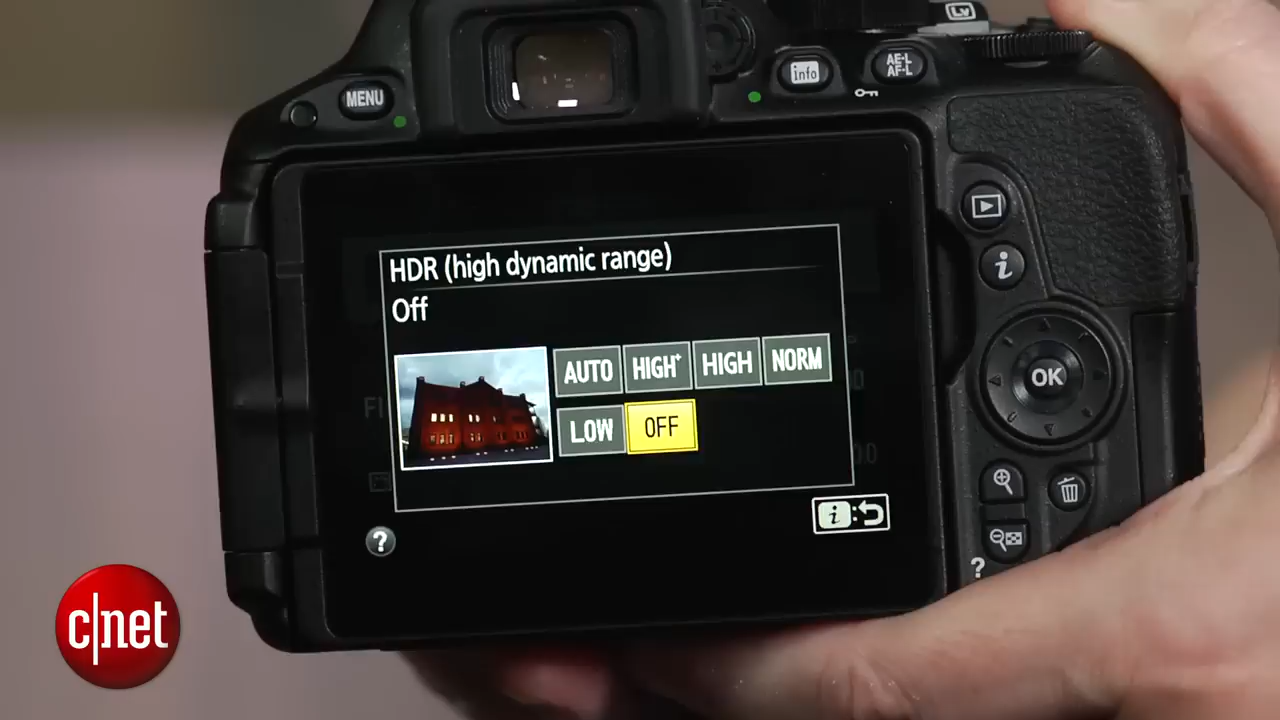 Lv
MENU
info
AE-L
AF-L
HDR (high dynamic range)
Off
AUTO
HIGH+
HIGH
NORM
LOW
OFF
i
OK
i:
?
?
c|net